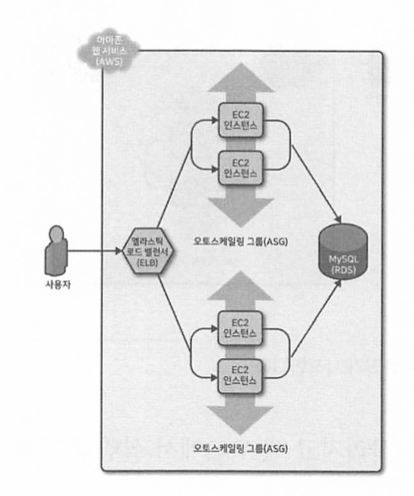 아마존
웹 서비스
(AWS)
EC2
인스턴스
EC2
인스턴스
오토스케일링 그룹(ASG)
엘라스틱
로드 밸런서
(ELB)
사용자
MySQL
(RDS)
EC2
인스턴스
EC2
인스턴스
오토스케일링 그룹(ASG)